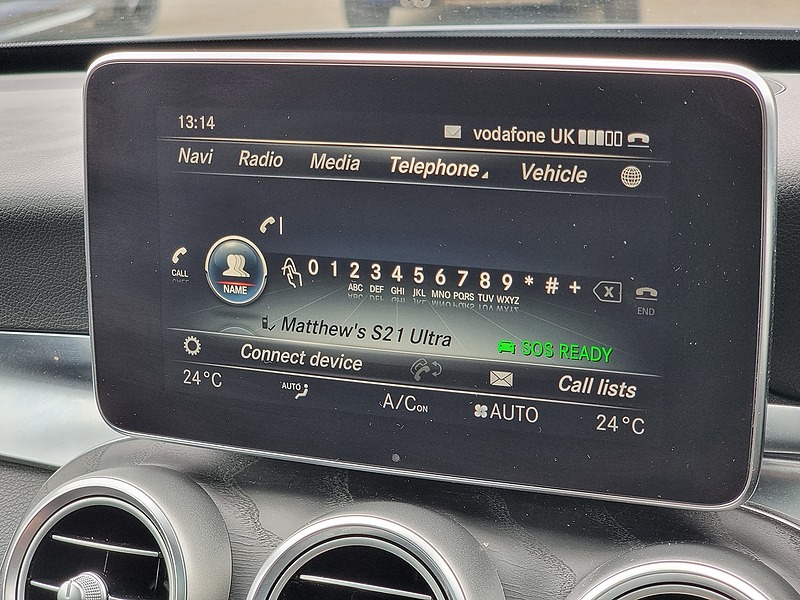 13:14
vodafone UK
Navi Radio Media Telephone Vehicle
CALL
NAME
0 1 2 3 4 5 6 7 8 9 * # +
ABC DEF GHI JKL MNO PQRS TUV WXYZ
X
END
Matthew's S21 Ultra
SOS READY
Connect device
Call lists
24°C
AUTO
A/C ON
AUTO
24°C